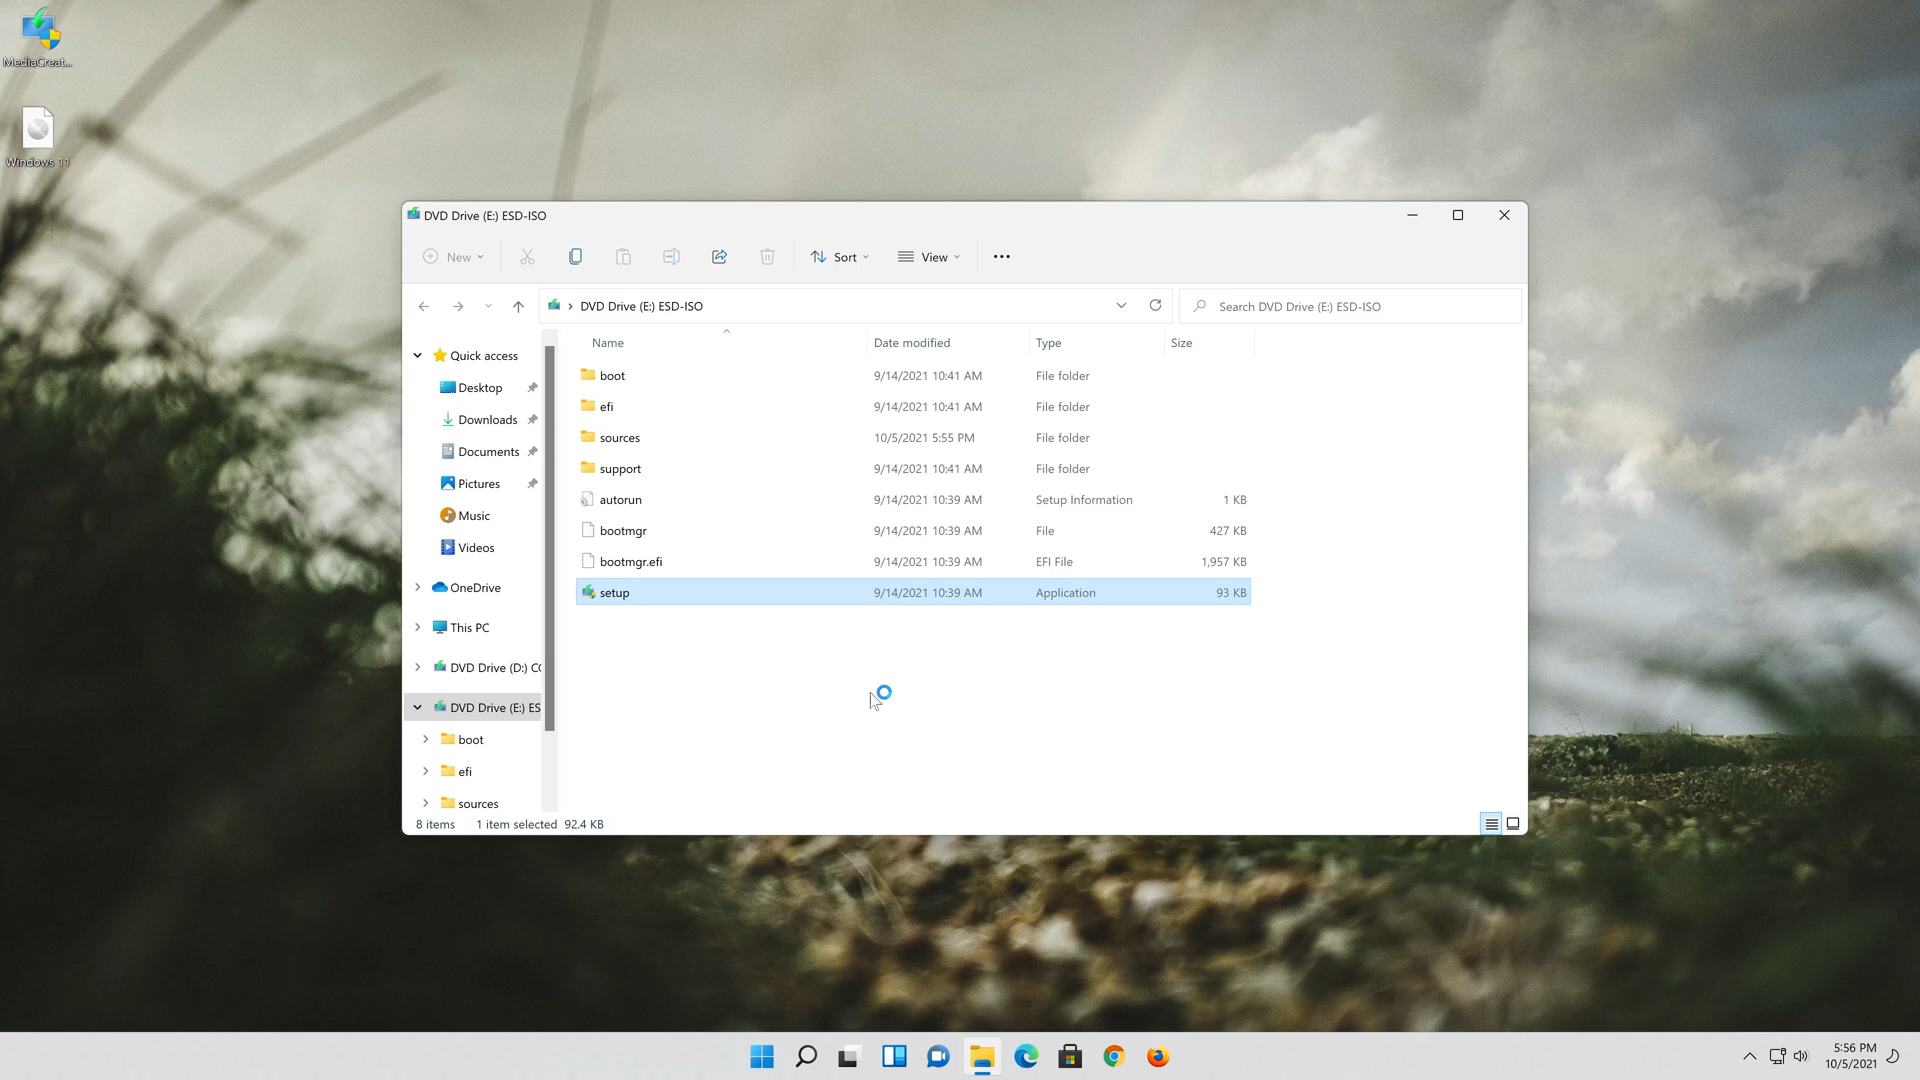 MediaCreat...
Windows 11
DVD Drive (E:) ESD-ISO
New
Sort
View
DVD Drive (E:) ESD-ISO
Search DVD Drive (E:) ESD-ISO
Name Date modified Type Size
Quick access
Desktop
Downloads
Documents
Pictures
Music
Videos
OneDrive
This PC
DVD Drive (D:) CC
DVD Drive (E:) ES
boot
efi
sources
boot 9/14/2021 10:41 AM File folder
efi 9/14/2021 10:41 AM File folder
sources 10/5/2021 5:55 PM File folder
support 9/14/2021 10:41 AM File folder
autorun 9/14/2021 10:39 AM Setup Information 1 KB
bootmgr 9/14/2021 10:39 AM File 427 KB
bootmgr.efi 9/14/2021 10:39 AM EFI File 1,957 KB
setup 9/14/2021 10:39 AM Application 93 KB
8 items 1 item selected 92.4 KB
5:56 PM
10/5/2021